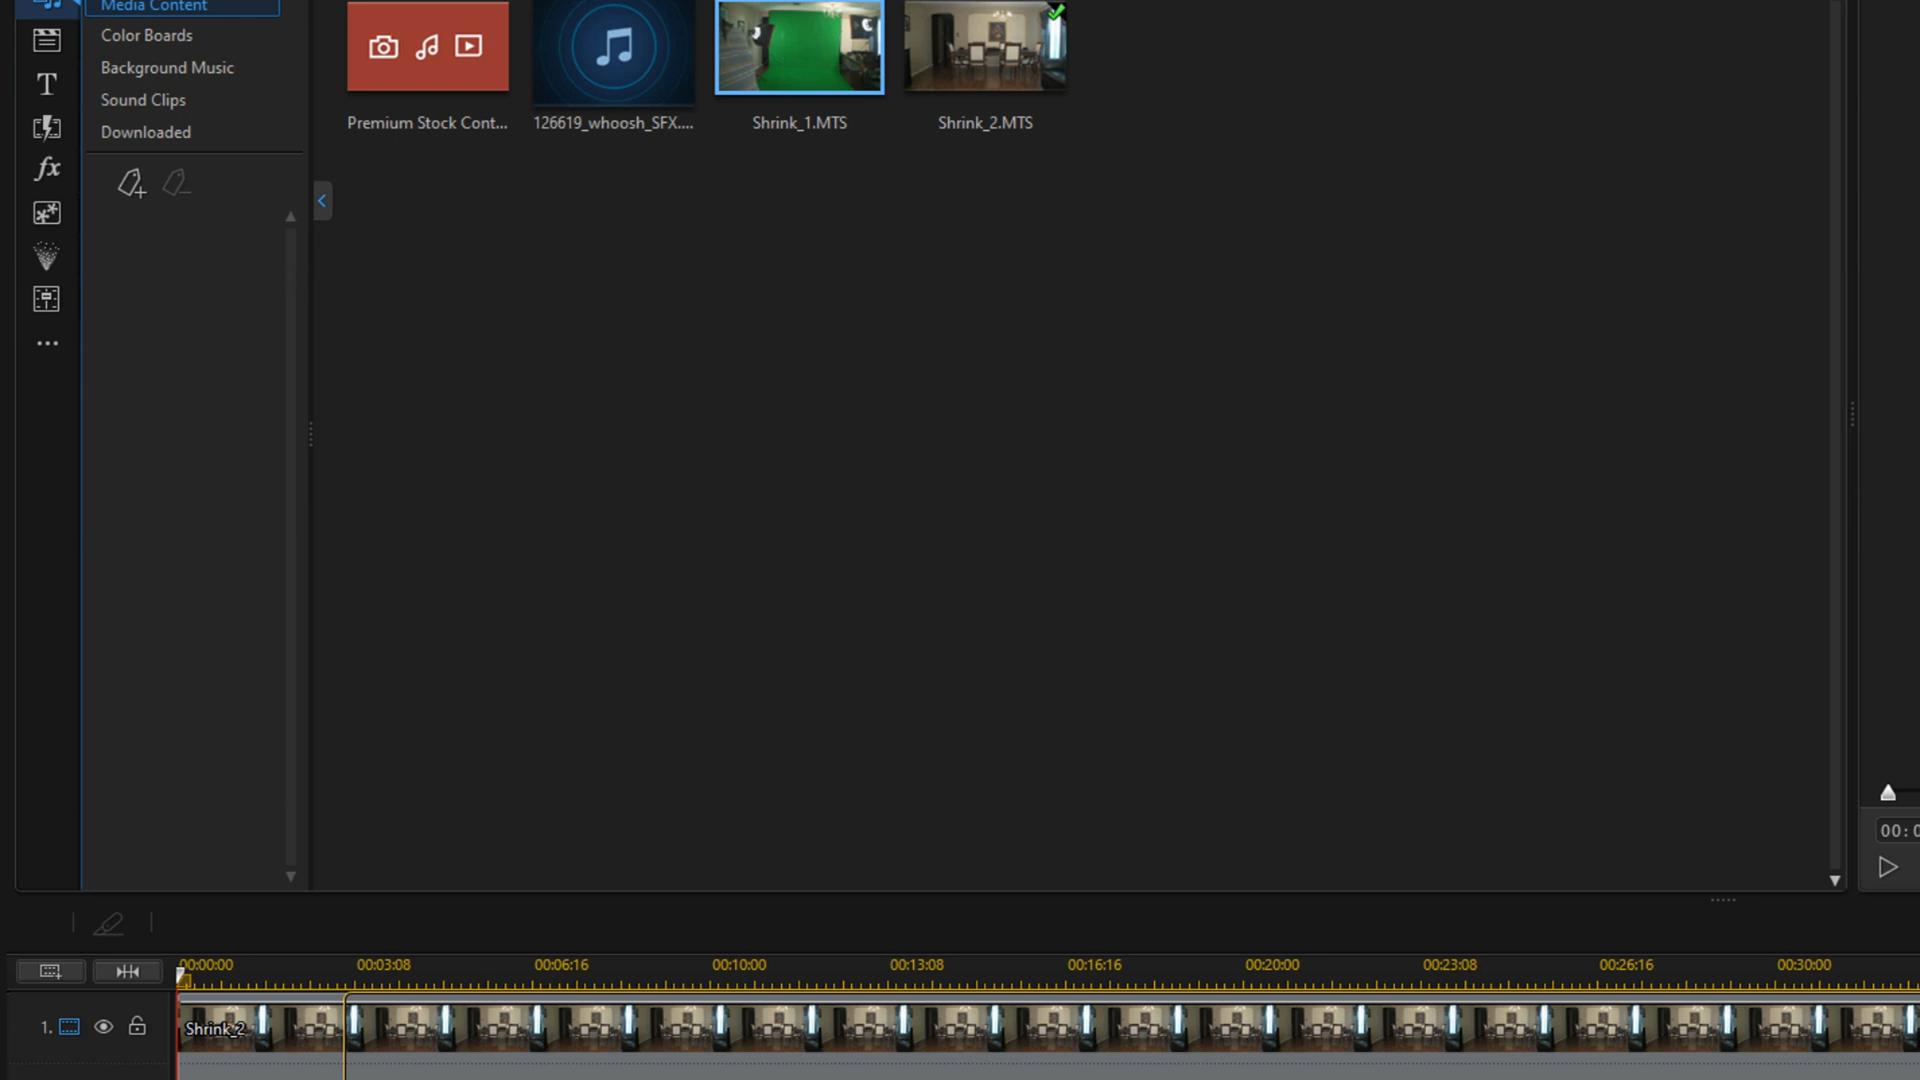 Media Content
Color Boards
Background Music
Sound Clips
Downloaded
Premium Stock Cont...
126619_whoosh_SFX....
Shrink_1.MTS
Shrink_2.MTS
T
fx
00:0
00:00:00
00:03:08
00:06:16
00:10:00
00:13:08
00:16:16
00:20:00
00:23:08
00:26:16
00:30:00
1.
Shrink_2